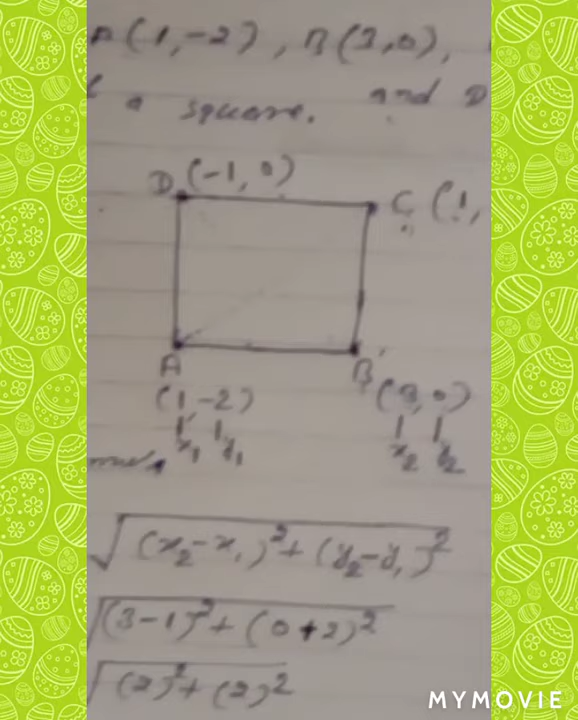 A(1,-2), B(3,0),
a square. and D
D (-1, 0)
C (1,
A
B
(1,-2)
(3,0)
x₁ y₁
x₂ y₂
√(x₂-x₁)²+(y₂-y₁)²
√(3-1)²+(0+2)²
√(2)²+(2)²
MYMOVIE